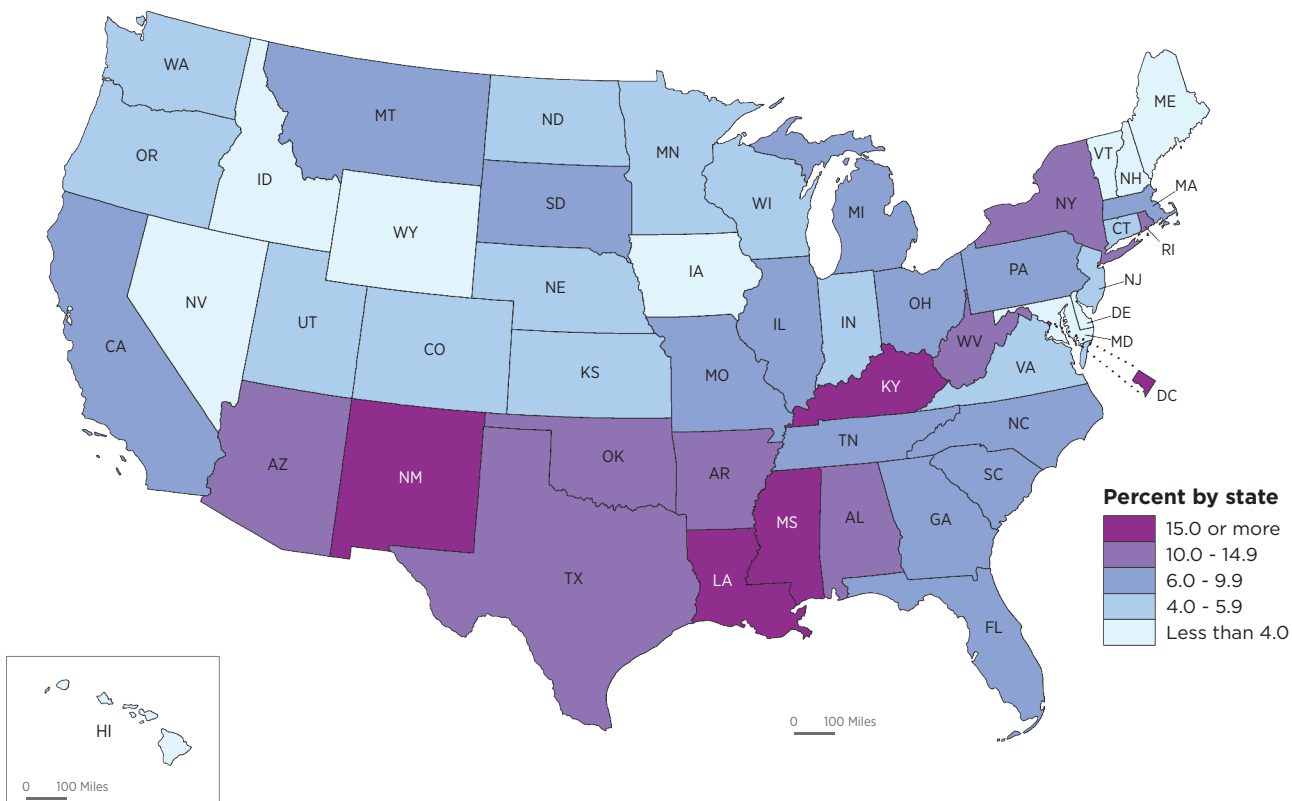 WA
MT
ND
MN
ME
OR
ID
SD
WI
MI
VT
NH
NY
MA
CT
RI
WY
IA
NE
PA
NJ
NV
UT
CO
IL
IN
OH
DE
MD
CA
KS
MO
WV
VA
KY
DC
NC
TN
AZ
NM
OK
AR
SC
MS
AL
GA
TX
LA
FL
Percent by state
15.0 or more
10.0 - 14.9
6.0 - 9.9
4.0 - 5.9
Less than 4.0
HI
0 100 Miles
0 100 Miles